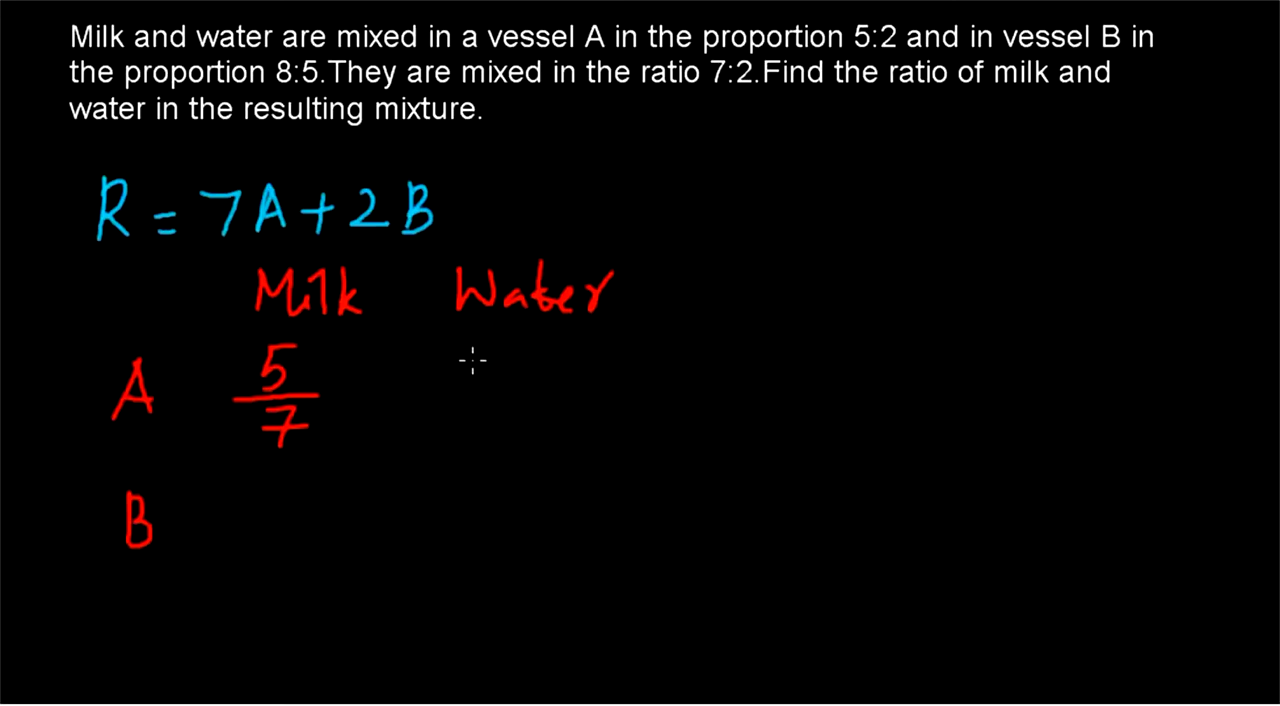 Milk and water are mixed in a vessel A in the proportion 5:2 and in vessel B in
the proportion 8:5.They are mixed in the ratio 7:2.Find the ratio of milk and
water in the resulting mixture.
R = 7A + 2B
Milk Water
A 5/7
B